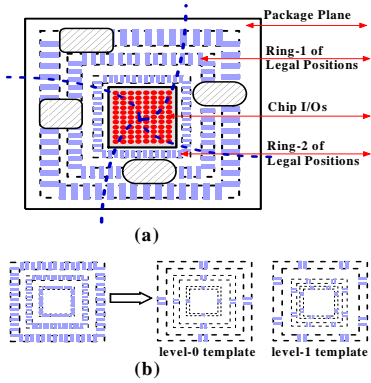 Package Plane
Ring-1 of
Legal Positions
Chip I/Os
Ring-2 of
Legal Positions
(a)
level-0 template level-1 template
(b)